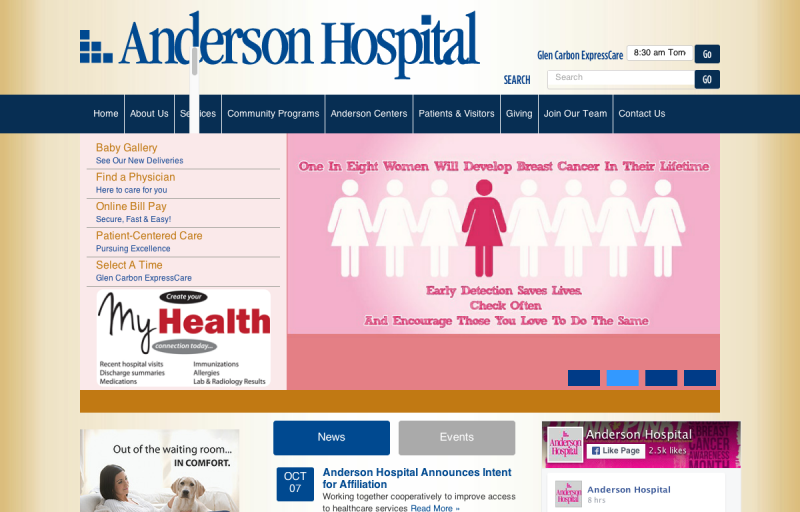 Anderson Hospital
Glen Carbon ExpressCare
8:30 am Tom
Go
SEARCH
Search
GO
Home
About Us
Community Programs
Anderson Centers
Patients & Visitors
Giving
Join Our Team
Contact Us
Baby Gallery
See Our New Deliveries
Find a Physician
Here to care for you
Online Bill Pay
Secure, Fast & Easy!
Patient-Centered Care
Pursuing Excellence
Select A Time
Glen Carbon ExpressCare
Create your
My Health
connection today...
Recent hospital visits
Discharge summaries
Medications
Immunizations
Allergies
Lab & Radiology Results
One In Eight Women Will Develop Breast Cancer In Their Lifetime
Early Detection Saves Lives.
Check Often
And Encourage Those You Love To Do The Same
Out of the waiting room...
IN COMFORT.
News
Events
OCT
07
Anderson Hospital Announces Intent
for Affiliation
Working together cooperatively to improve access
to healthcare services Read More »
Anderson Hospital
Like Page
2.5k likes
BREAST
CANCER
AWARENESS
MONTH
Anderson
Hospital
Anderson Hospital
8 hrs